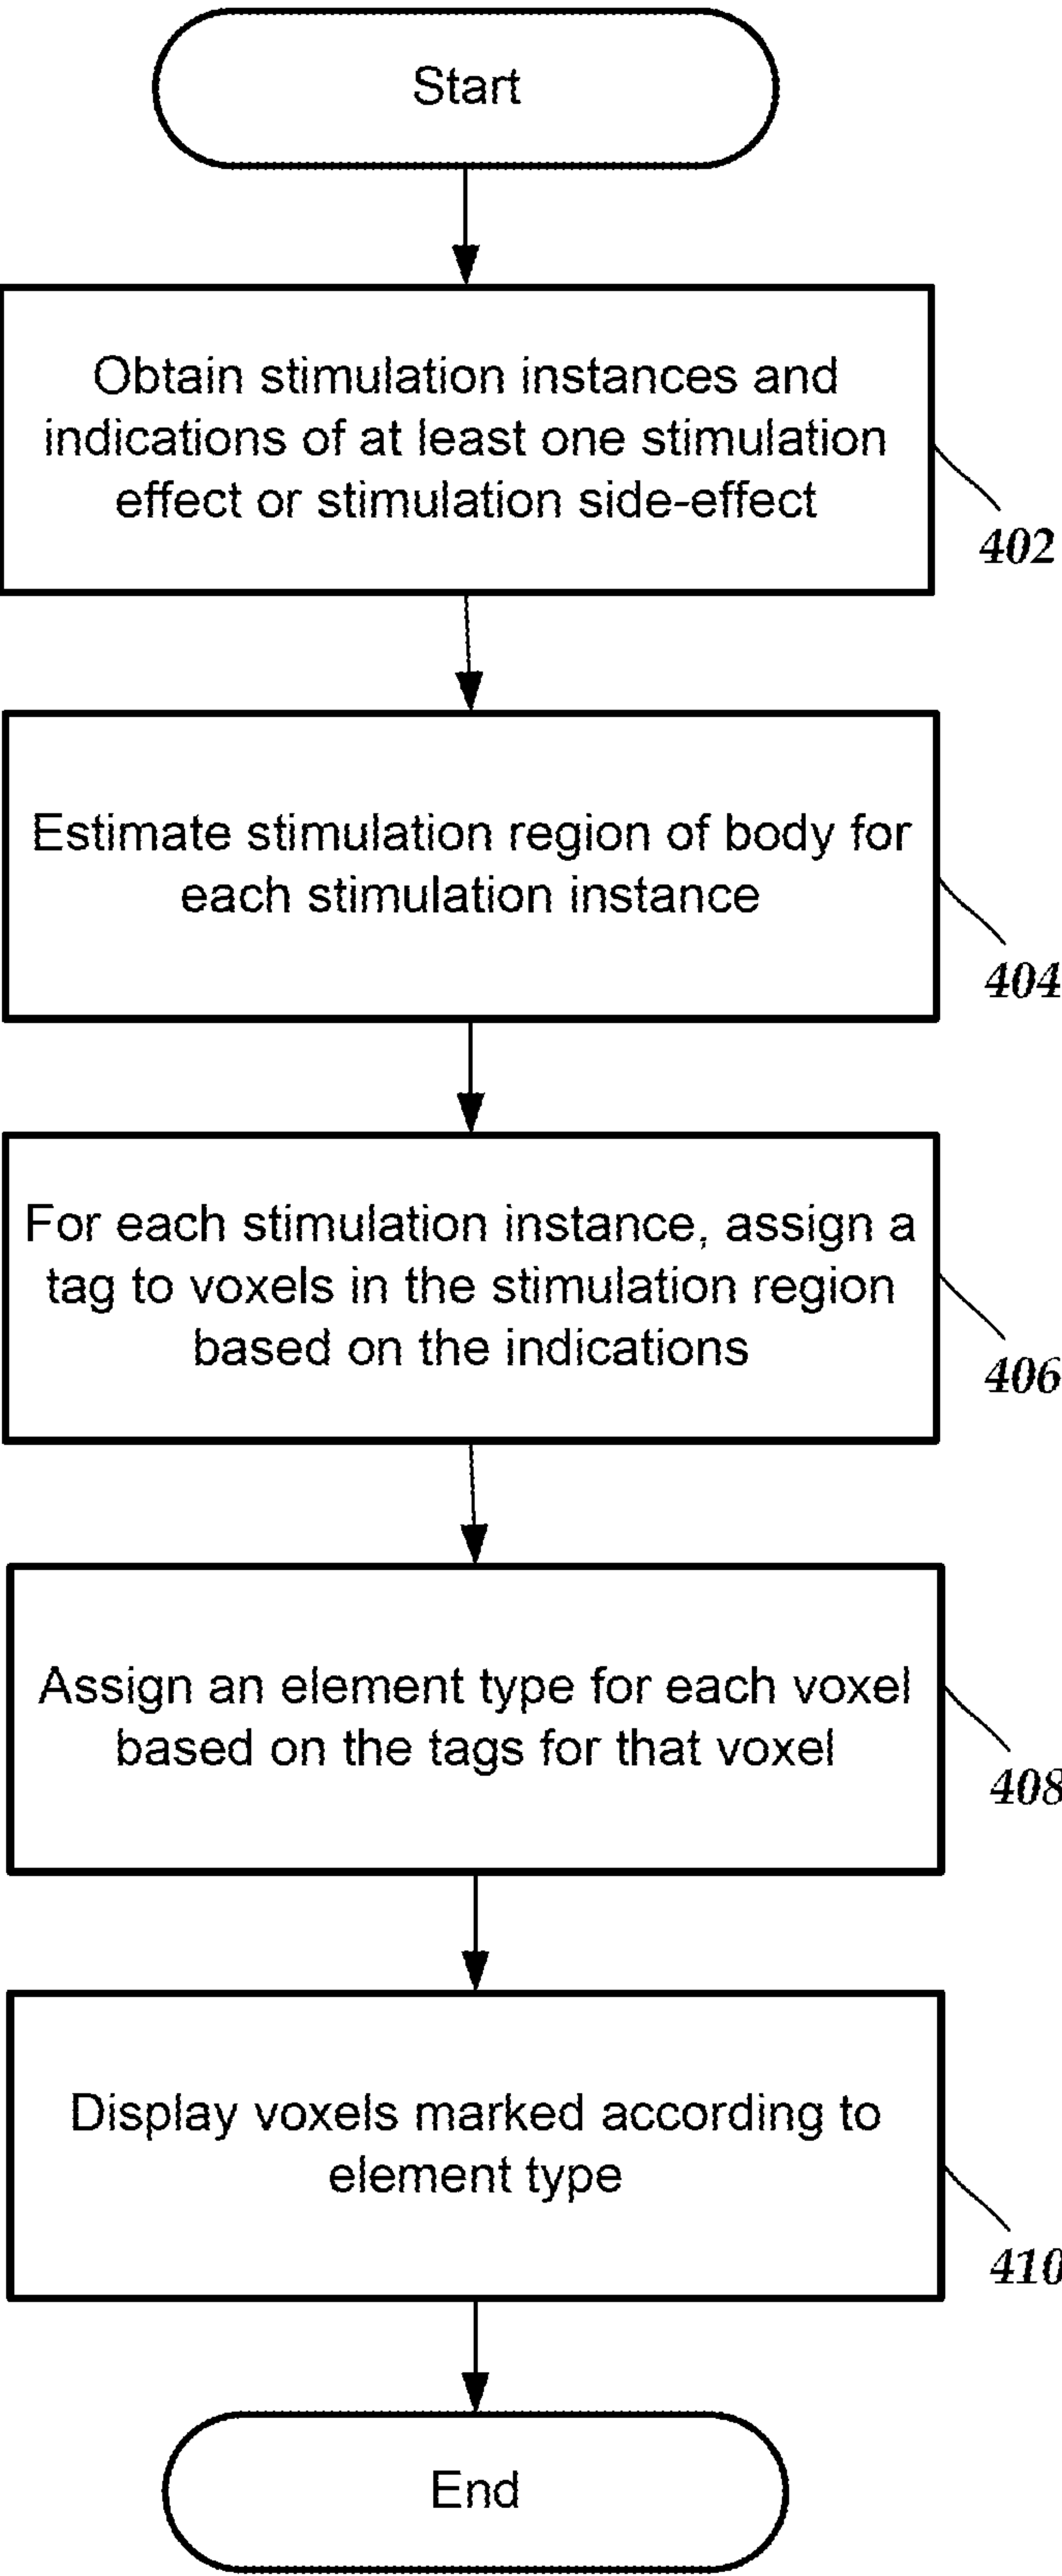 Start
Obtain stimulation instances and
indications of at least one stimulation
effect or stimulation side-effect
402
Estimate stimulation region of body for
each stimulation instance
404
For each stimulation instance, assign a
tag to voxels in the stimulation region
based on the indications
406
Assign an element type for each voxel
based on the tags for that voxel
408
Display voxels marked according to
element type
410
End